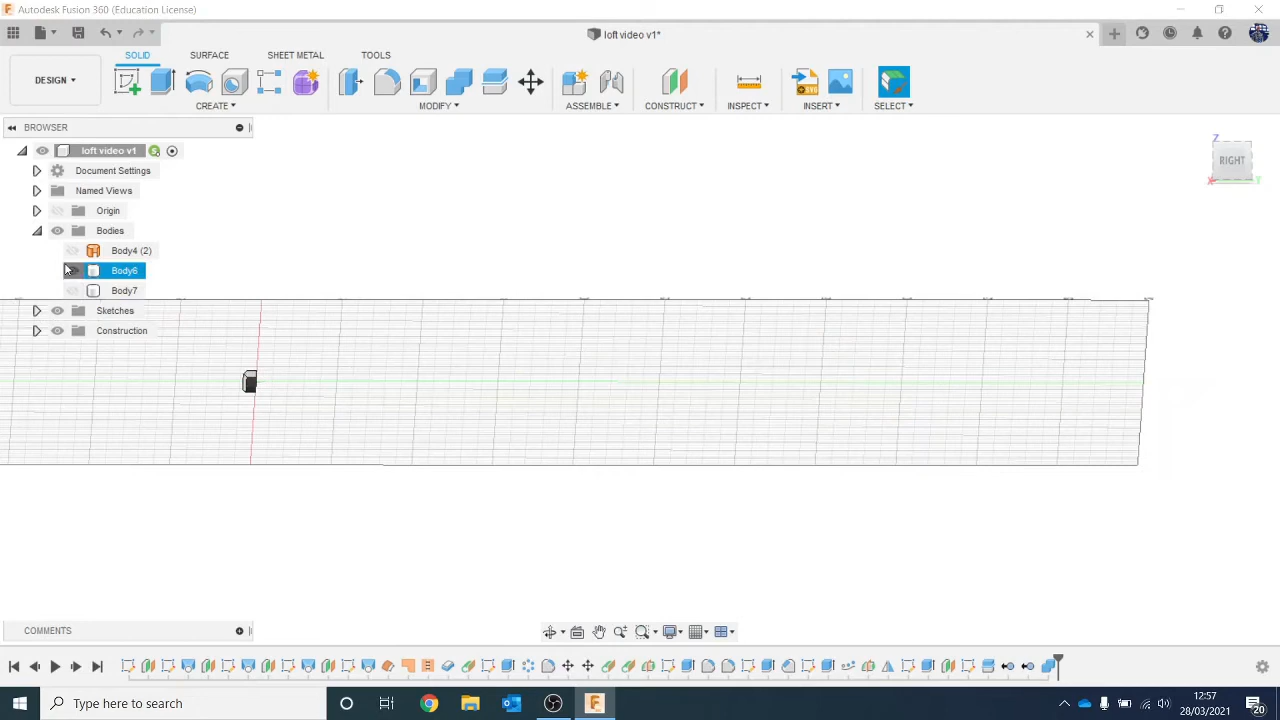 Autodesk Fusion 360 (Education License)
loft video v1*
SOLID SURFACE SHEET METAL TOOLS
DESIGN
CREATE MODIFY ASSEMBLE CONSTRUCT INSPECT INSERT SELECT
BROWSER
RIGHT
Z
X
Y
loft video v1
S
Document Settings
Named Views
Origin
Bodies
Body4 (2)
Body6
Body7
Sketches
Construction
COMMENTS
Type here to search
12:57
28/03/2021
20